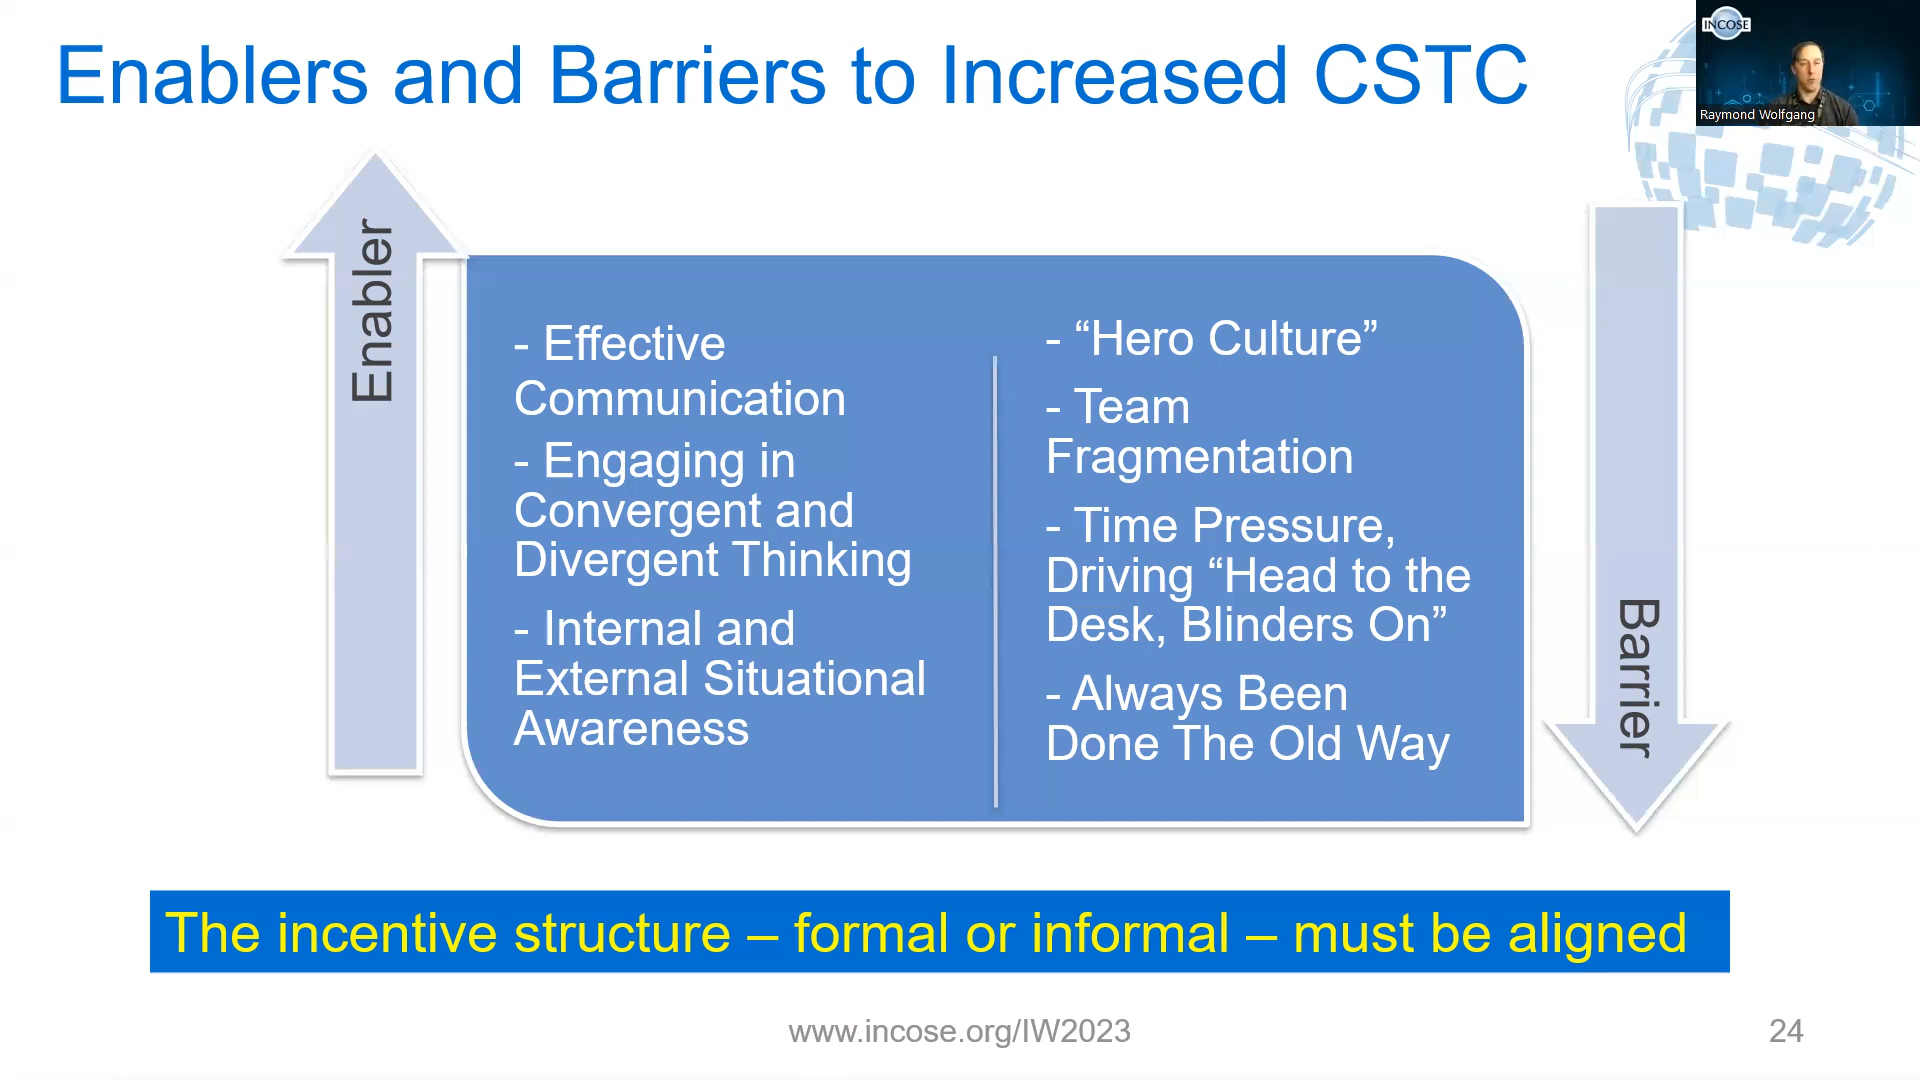 Enablers and Barriers to Increased CSTC
INCOSE
Raymond Wolfgang
Enabler
- Effective
Communication
- Engaging in
Convergent and
Divergent Thinking
- Internal and
External Situational
Awareness
- “Hero Culture”
- Team
Fragmentation
- Time Pressure,
Driving “Head to the
Desk, Blinders On”
- Always Been
Done The Old Way
Barrier
The incentive structure – formal or informal – must be aligned
www.incose.org/IW2023
24